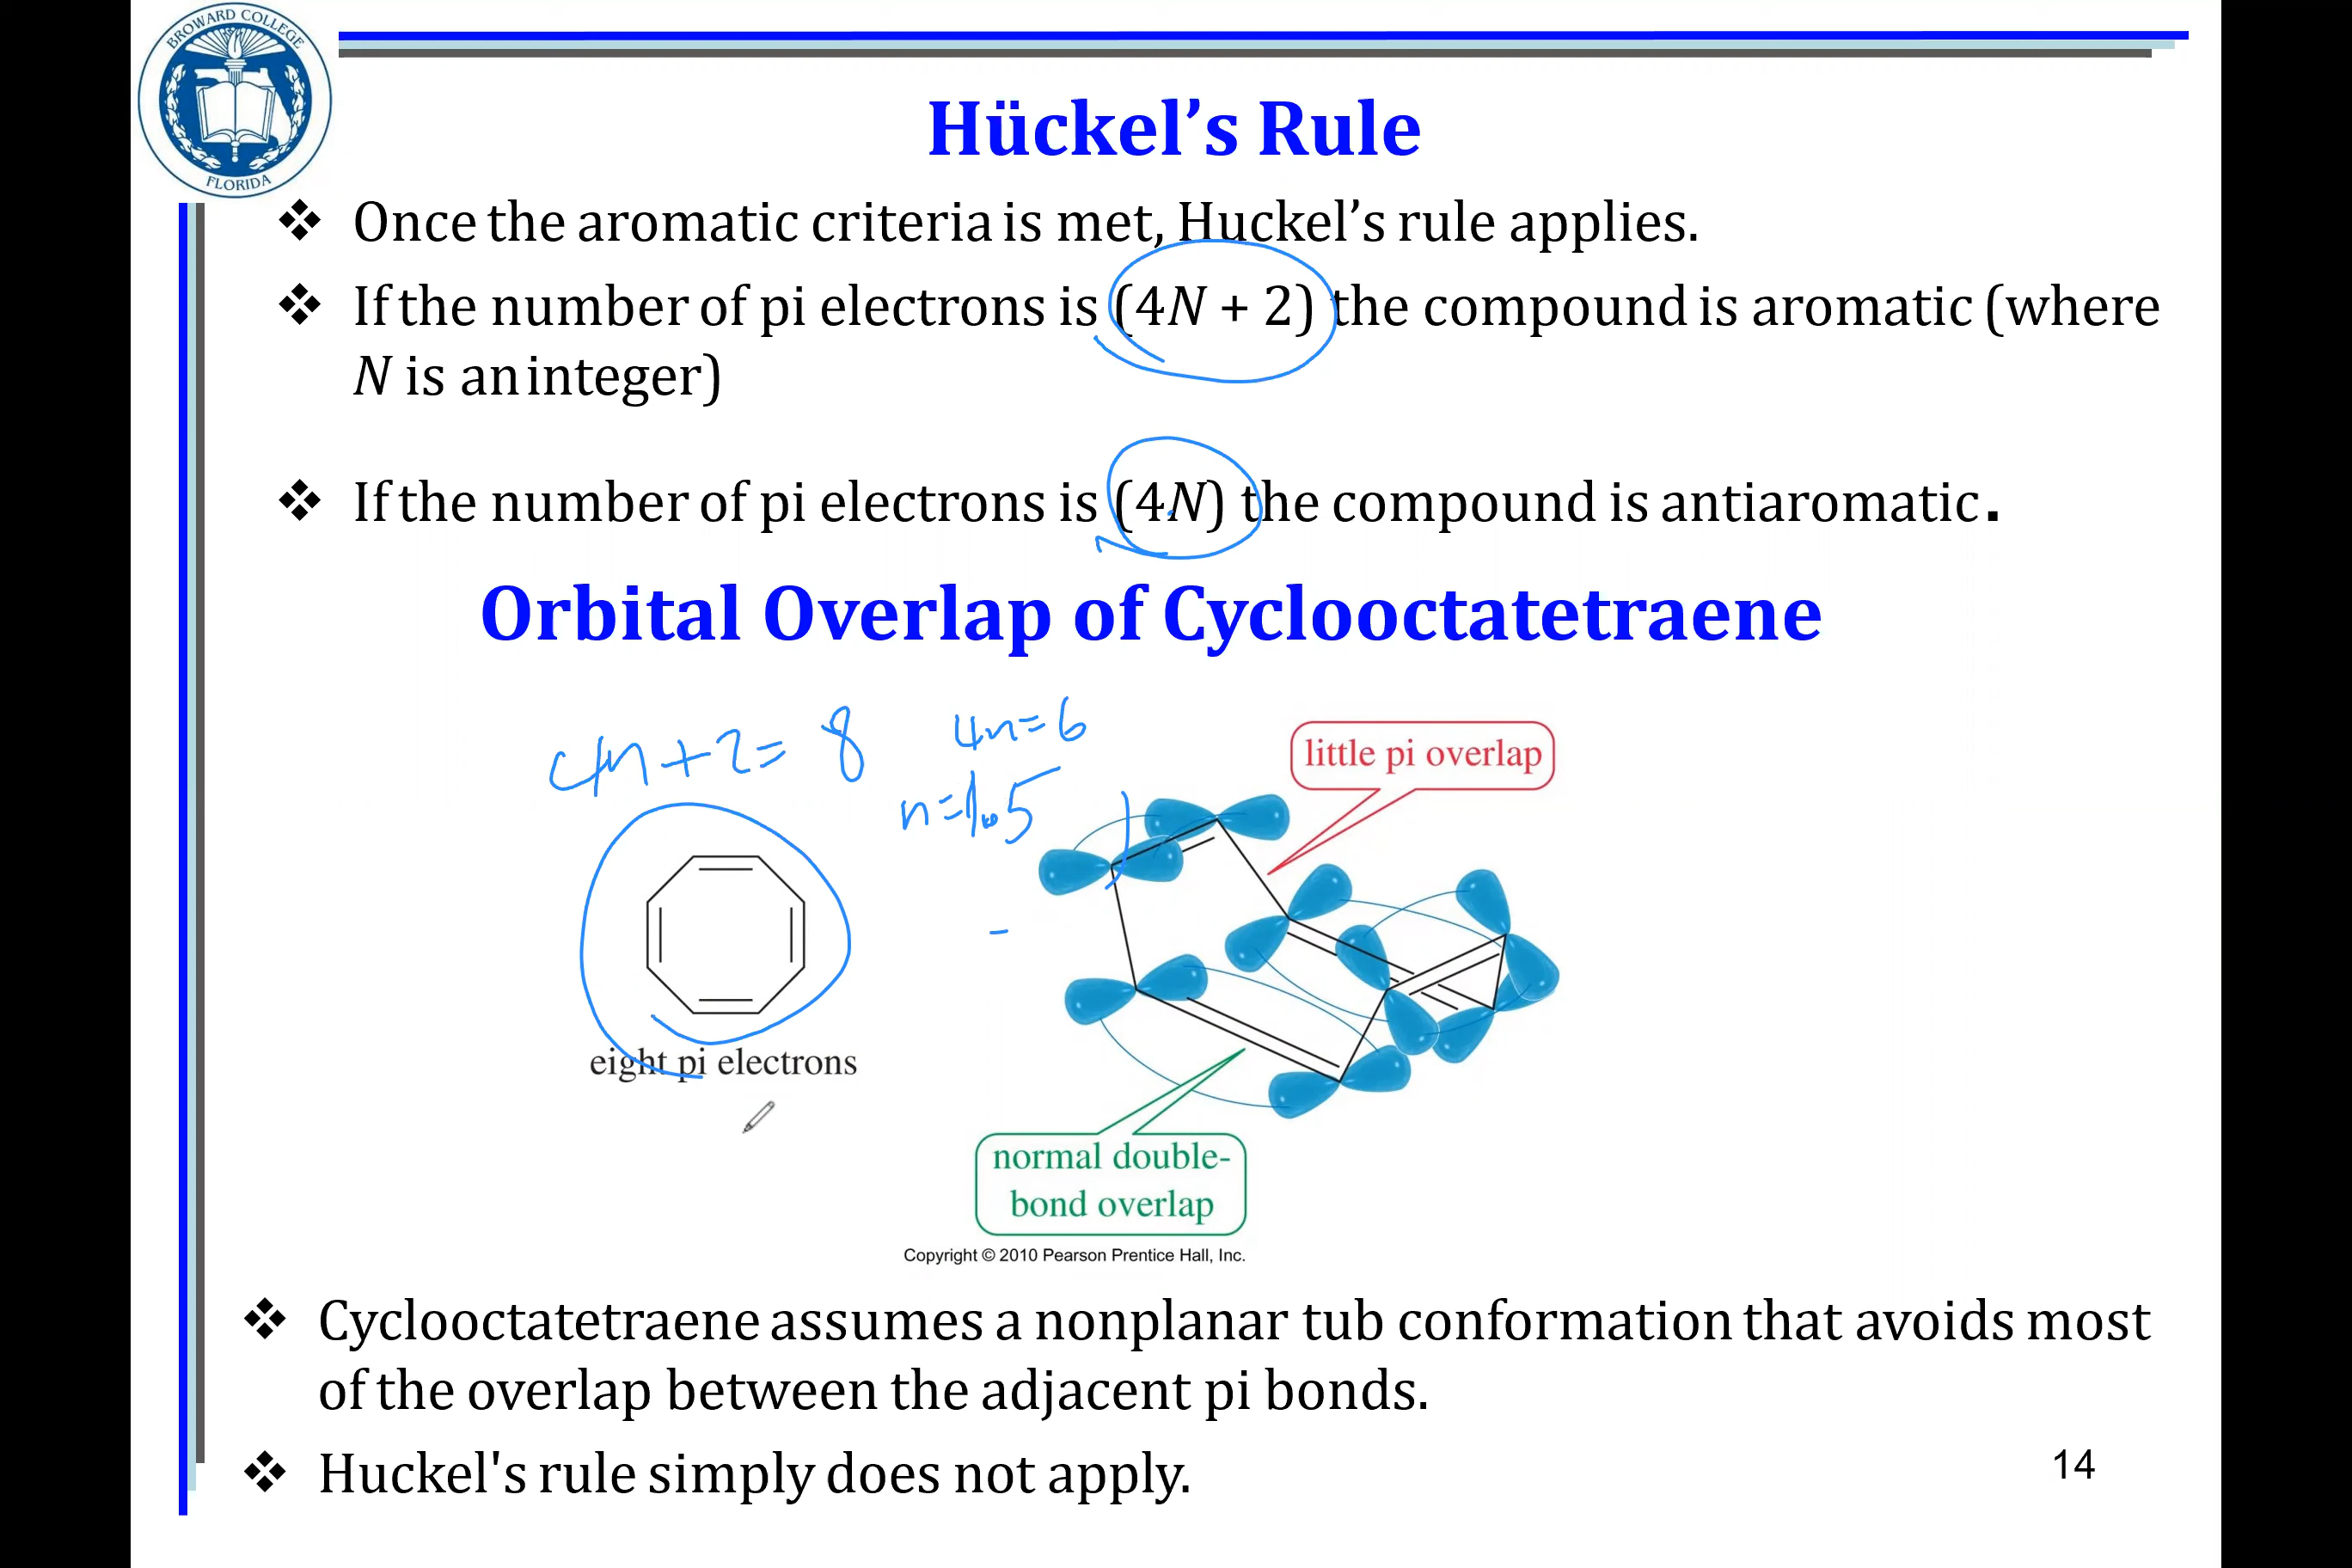 BROWARD COLLEGE
FLORIDA
Hückel’s Rule
❖ Once the aromatic criteria is met, Huckel’s rule applies.
❖ If the number of pi electrons is (4N + 2) the compound is aromatic (where
N is an integer)
❖ If the number of pi electrons is (4N) the compound is antiaromatic.
Orbital Overlap of Cyclooctatetraene
4n+2= 8
4n=6
n=1.5
little pi overlap
eight pi electrons
normal double-
bond overlap
Copyright © 2010 Pearson Prentice Hall, Inc.
❖ Cyclooctatetraene assumes a nonplanar tub conformation that avoids most
of the overlap between the adjacent pi bonds.
❖ Huckel's rule simply does not apply.
14